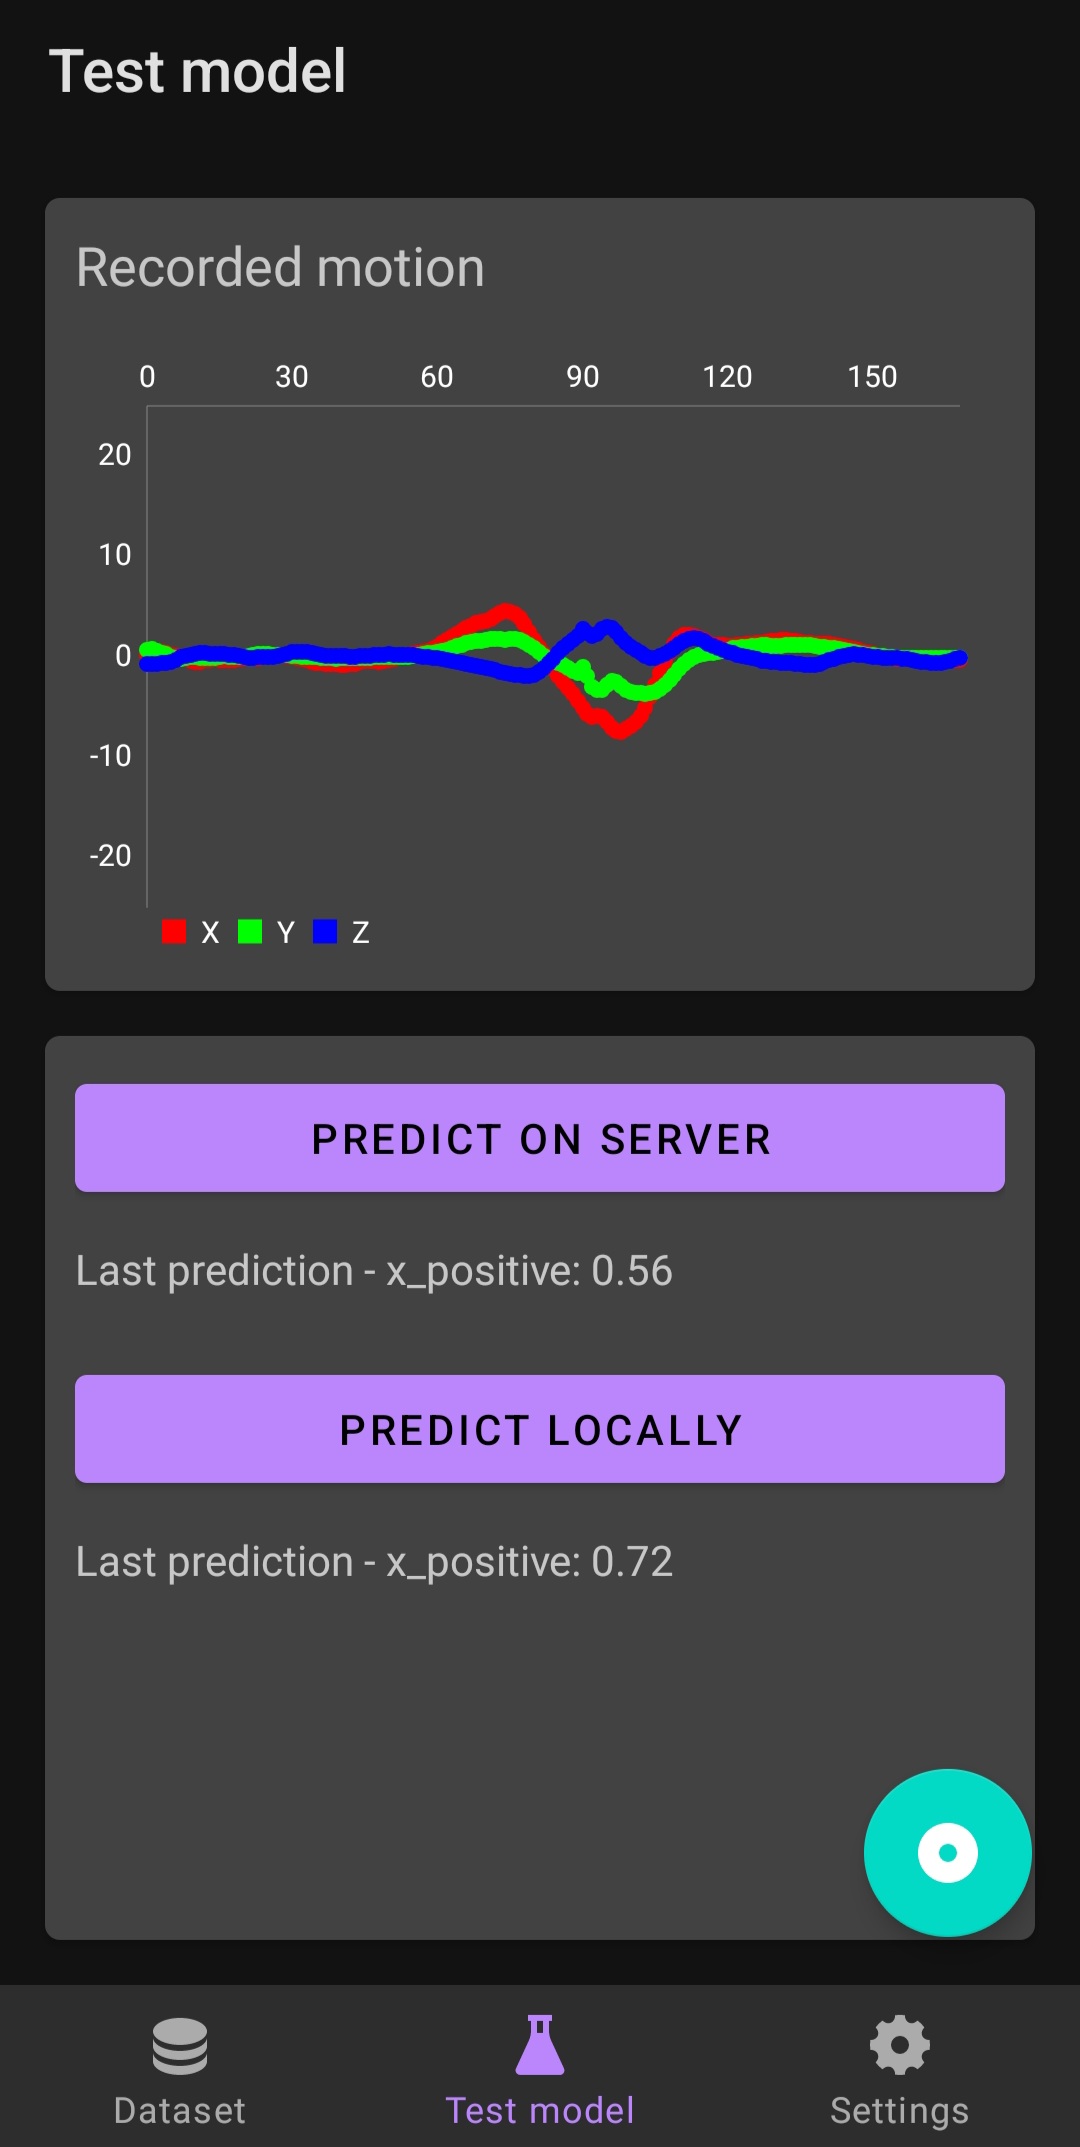 Test model
Recorded motion
0 30 60 90 120 150
20
10
0
-10
-20
X Y Z
PREDICT ON SERVER
Last prediction - x_positive: 0.56
PREDICT LOCALLY
Last prediction - x_positive: 0.72
Dataset Test model Settings